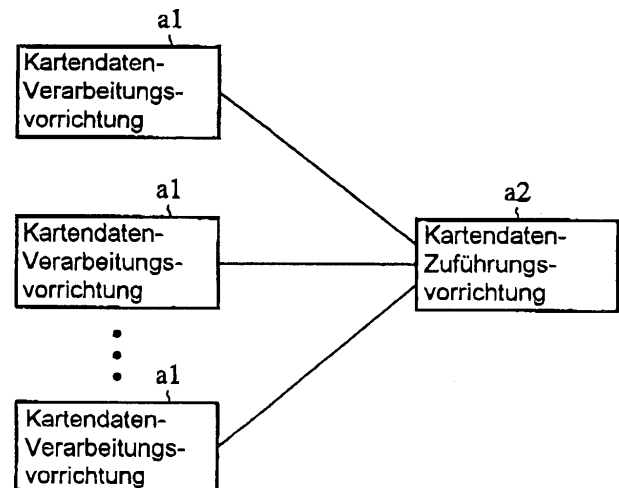 a1
Kartendaten-
Verarbeitungs-
vorrichtung
a1
Kartendaten-
Verarbeitungs-
vorrichtung
a2
Kartendaten-
Zuführungs-
vorrichtung
a1
Kartendaten-
Verarbeitungs-
vorrichtung